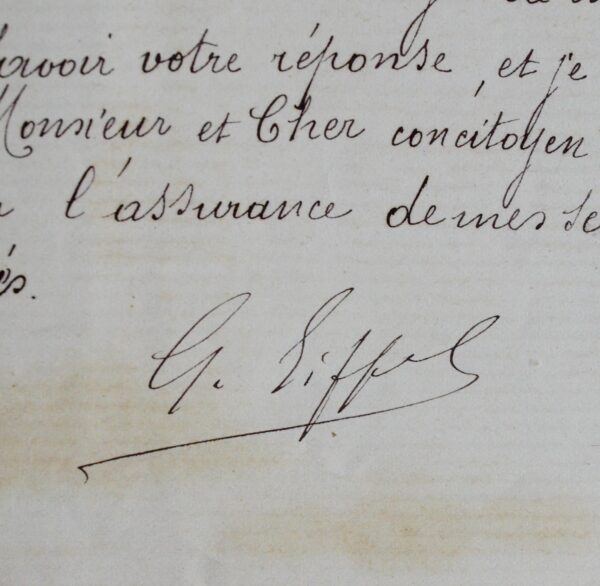 avoir votre réponse, et je
Monsieur et Cher concitoyen
l'assurance de mes se
és.
G. Eiffel